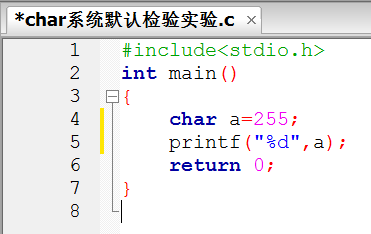 *char系统默认检验实验.c ×
1 #include<stdio.h>
2 int main()
3 {
4 char a=255;
5 printf("%d",a);
6 return 0;
7 }
8